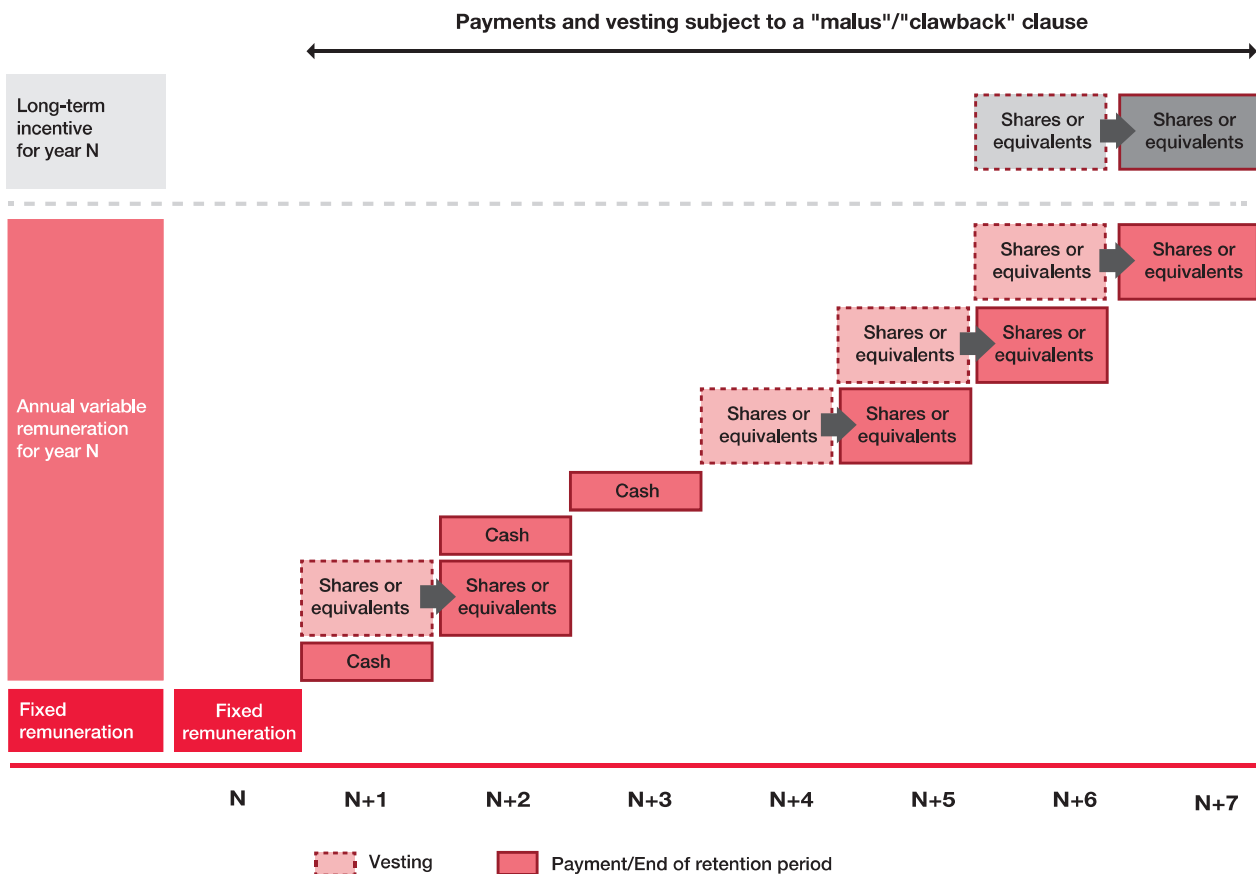 Payments and vesting subject to a "malus"/"clawback" clause
Long-term
incentive
for year N
Shares or
equivalents
Shares or
equivalents
Shares or
equivalents
Shares or
equivalents
Shares or
equivalents
Shares or
equivalents
Annual variable
remuneration
for year N
Shares or
equivalents
Shares or
equivalents
Cash
Cash
Shares or
equivalents
Shares or
equivalents
Cash
Fixed
remuneration
Fixed
remuneration
N
N+1
N+2
N+3
N+4
N+5
N+6
N+7
Vesting
Payment/End of retention period